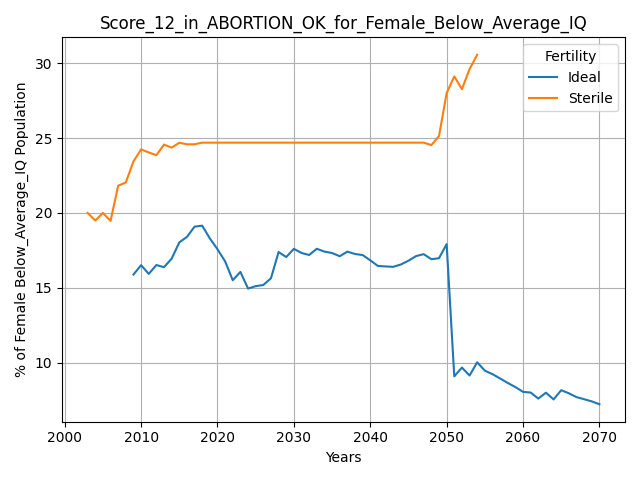 Score_12_in_ABORTION_OK_for_Female_Below_Average_IQ
% of Female Below_Average_IQ Population
30
25
20
15
10
Fertility
Ideal
Sterile
2000 2010 2020 2030 2040 2050 2060 2070
Years